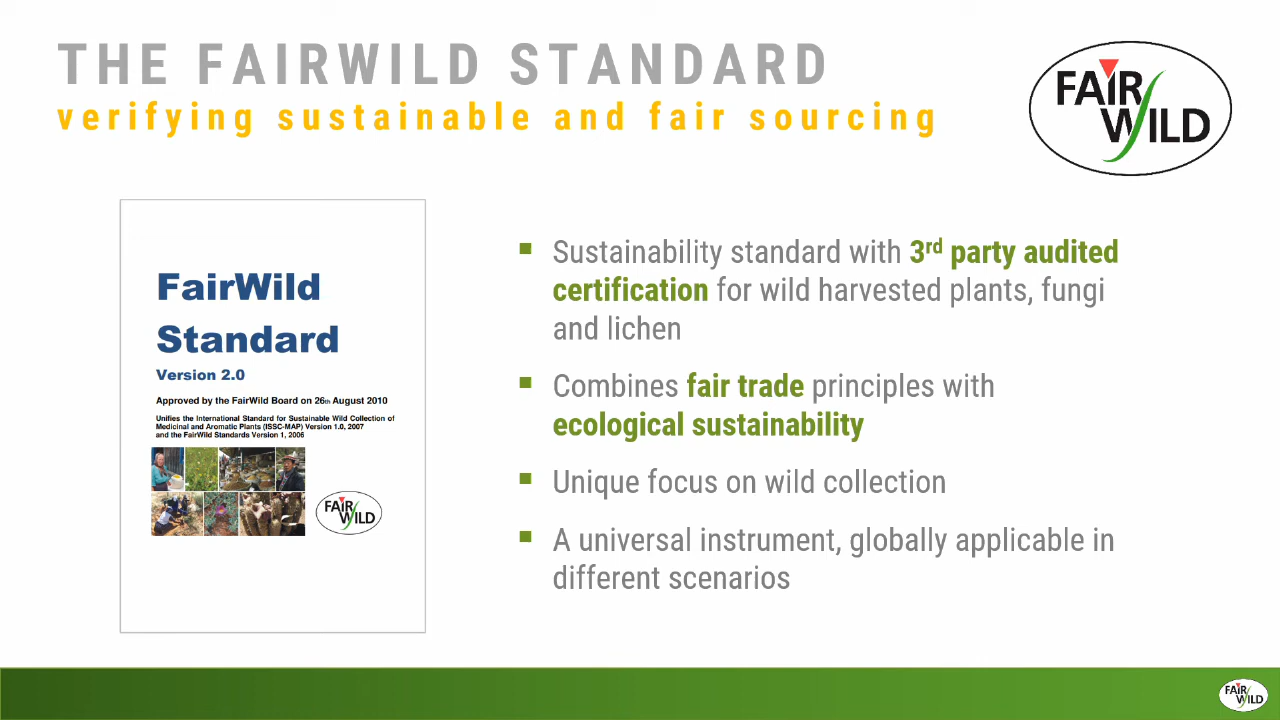 THE FAIRWILD STANDARD
verifying sustainable and fair sourcing
FAIR
WILD
FairWild
Standard
Version 2.0
Approved by the FairWild Board on 26th August 2010
Unifies the International Standard for Sustainable Wild Collection of
Medicinal and Aromatic Plants (ISSC-MAP) Version 1.0, 2007
and the FairWild Standards Version 1, 2006
FAIR
WILD
Sustainability standard with 3rd party audited
certification for wild harvested plants, fungi
and lichen
Combines fair trade principles with
ecological sustainability
Unique focus on wild collection
A universal instrument, globally applicable in
different scenarios
FAIR
WILD